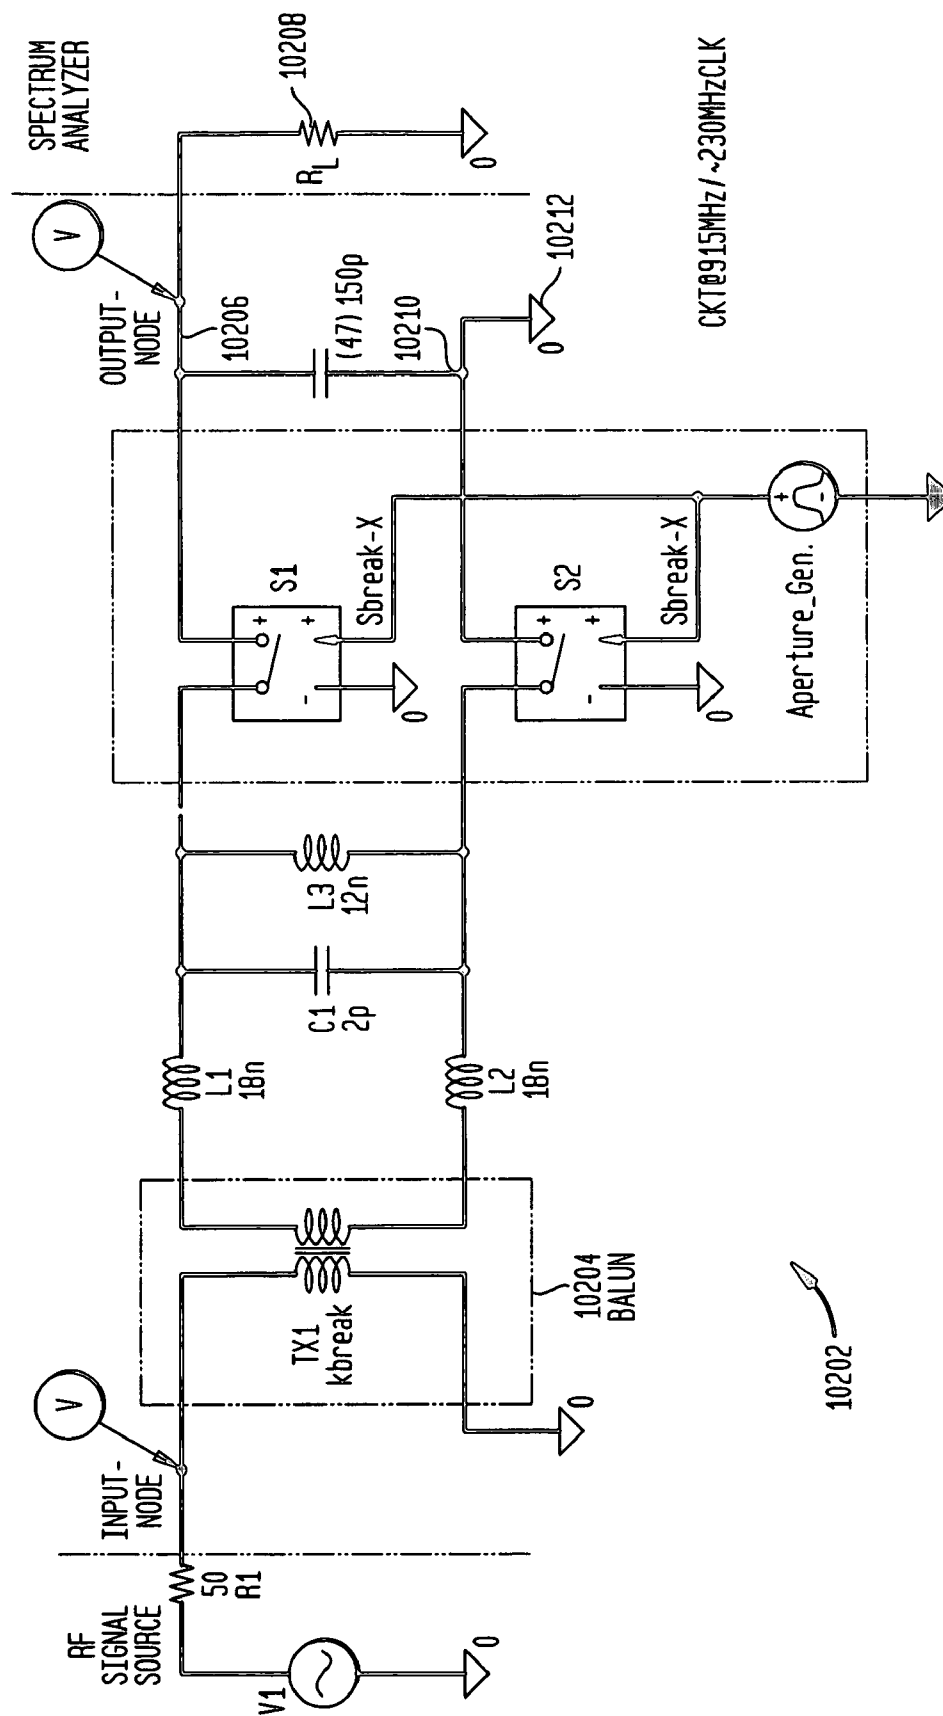 RF
SIGNAL
SOURCE
V1
0
50
R1
INPUT-
NODE
V
0
TX1
kbreak
10204
BALUN
L1
18n
L2
18n
C1
2p
L3
12n
S1
+
+
-
Sbreak-X
0
S2
+
+
-
Sbreak-X
0
Aperture_Gen.
+
-
OUTPUT-
NODE
V
10206
(47) 150p
10210
10212
0
SPECTRUM
ANALYZER
RL
10208
0
CKT@915MHz/~230MHzCLK
10202